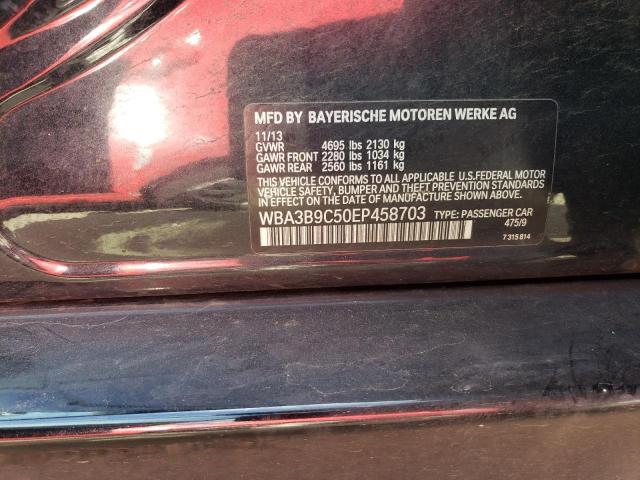 MFD BY BAYERISCHE MOTOREN WERKE AG
11/13
GVWR 4695 lbs 2130 kg
GAWR FRONT 2280 lbs 1034 kg
GAWR REAR 2560 lbs 1161 kg
THIS VEHICLE CONFORMS TO ALL APPLICABLE U.S.FEDERAL MOTOR
VEHICLE SAFETY, BUMPER AND THEFT PREVENTION STANDARDS
IN EFFECT ON THE DATE OF MANUFACTURE SHOWN ABOVE.
WBA3B9C50EP458703 TYPE: PASSENGER CAR
475/9
7 315 814